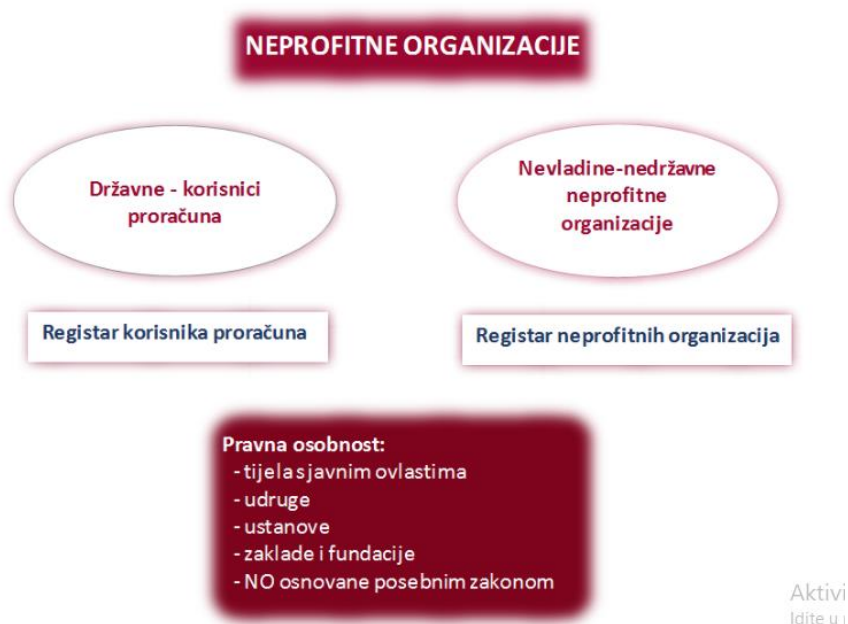 NEPROFITNE ORGANIZACIJE
Državne - korisnici
proračuna
Nevladine-nedržavne
neprofitne
organizacije
Registar korisnika proračuna
Registar neprofitnih organizacija
Pravna osobnost:
- tijela s javnim ovlastima
- udruge
- ustanove
- zaklade i fundacije
- NO osnovane posebnim zakonom
Aktivi
Idite u